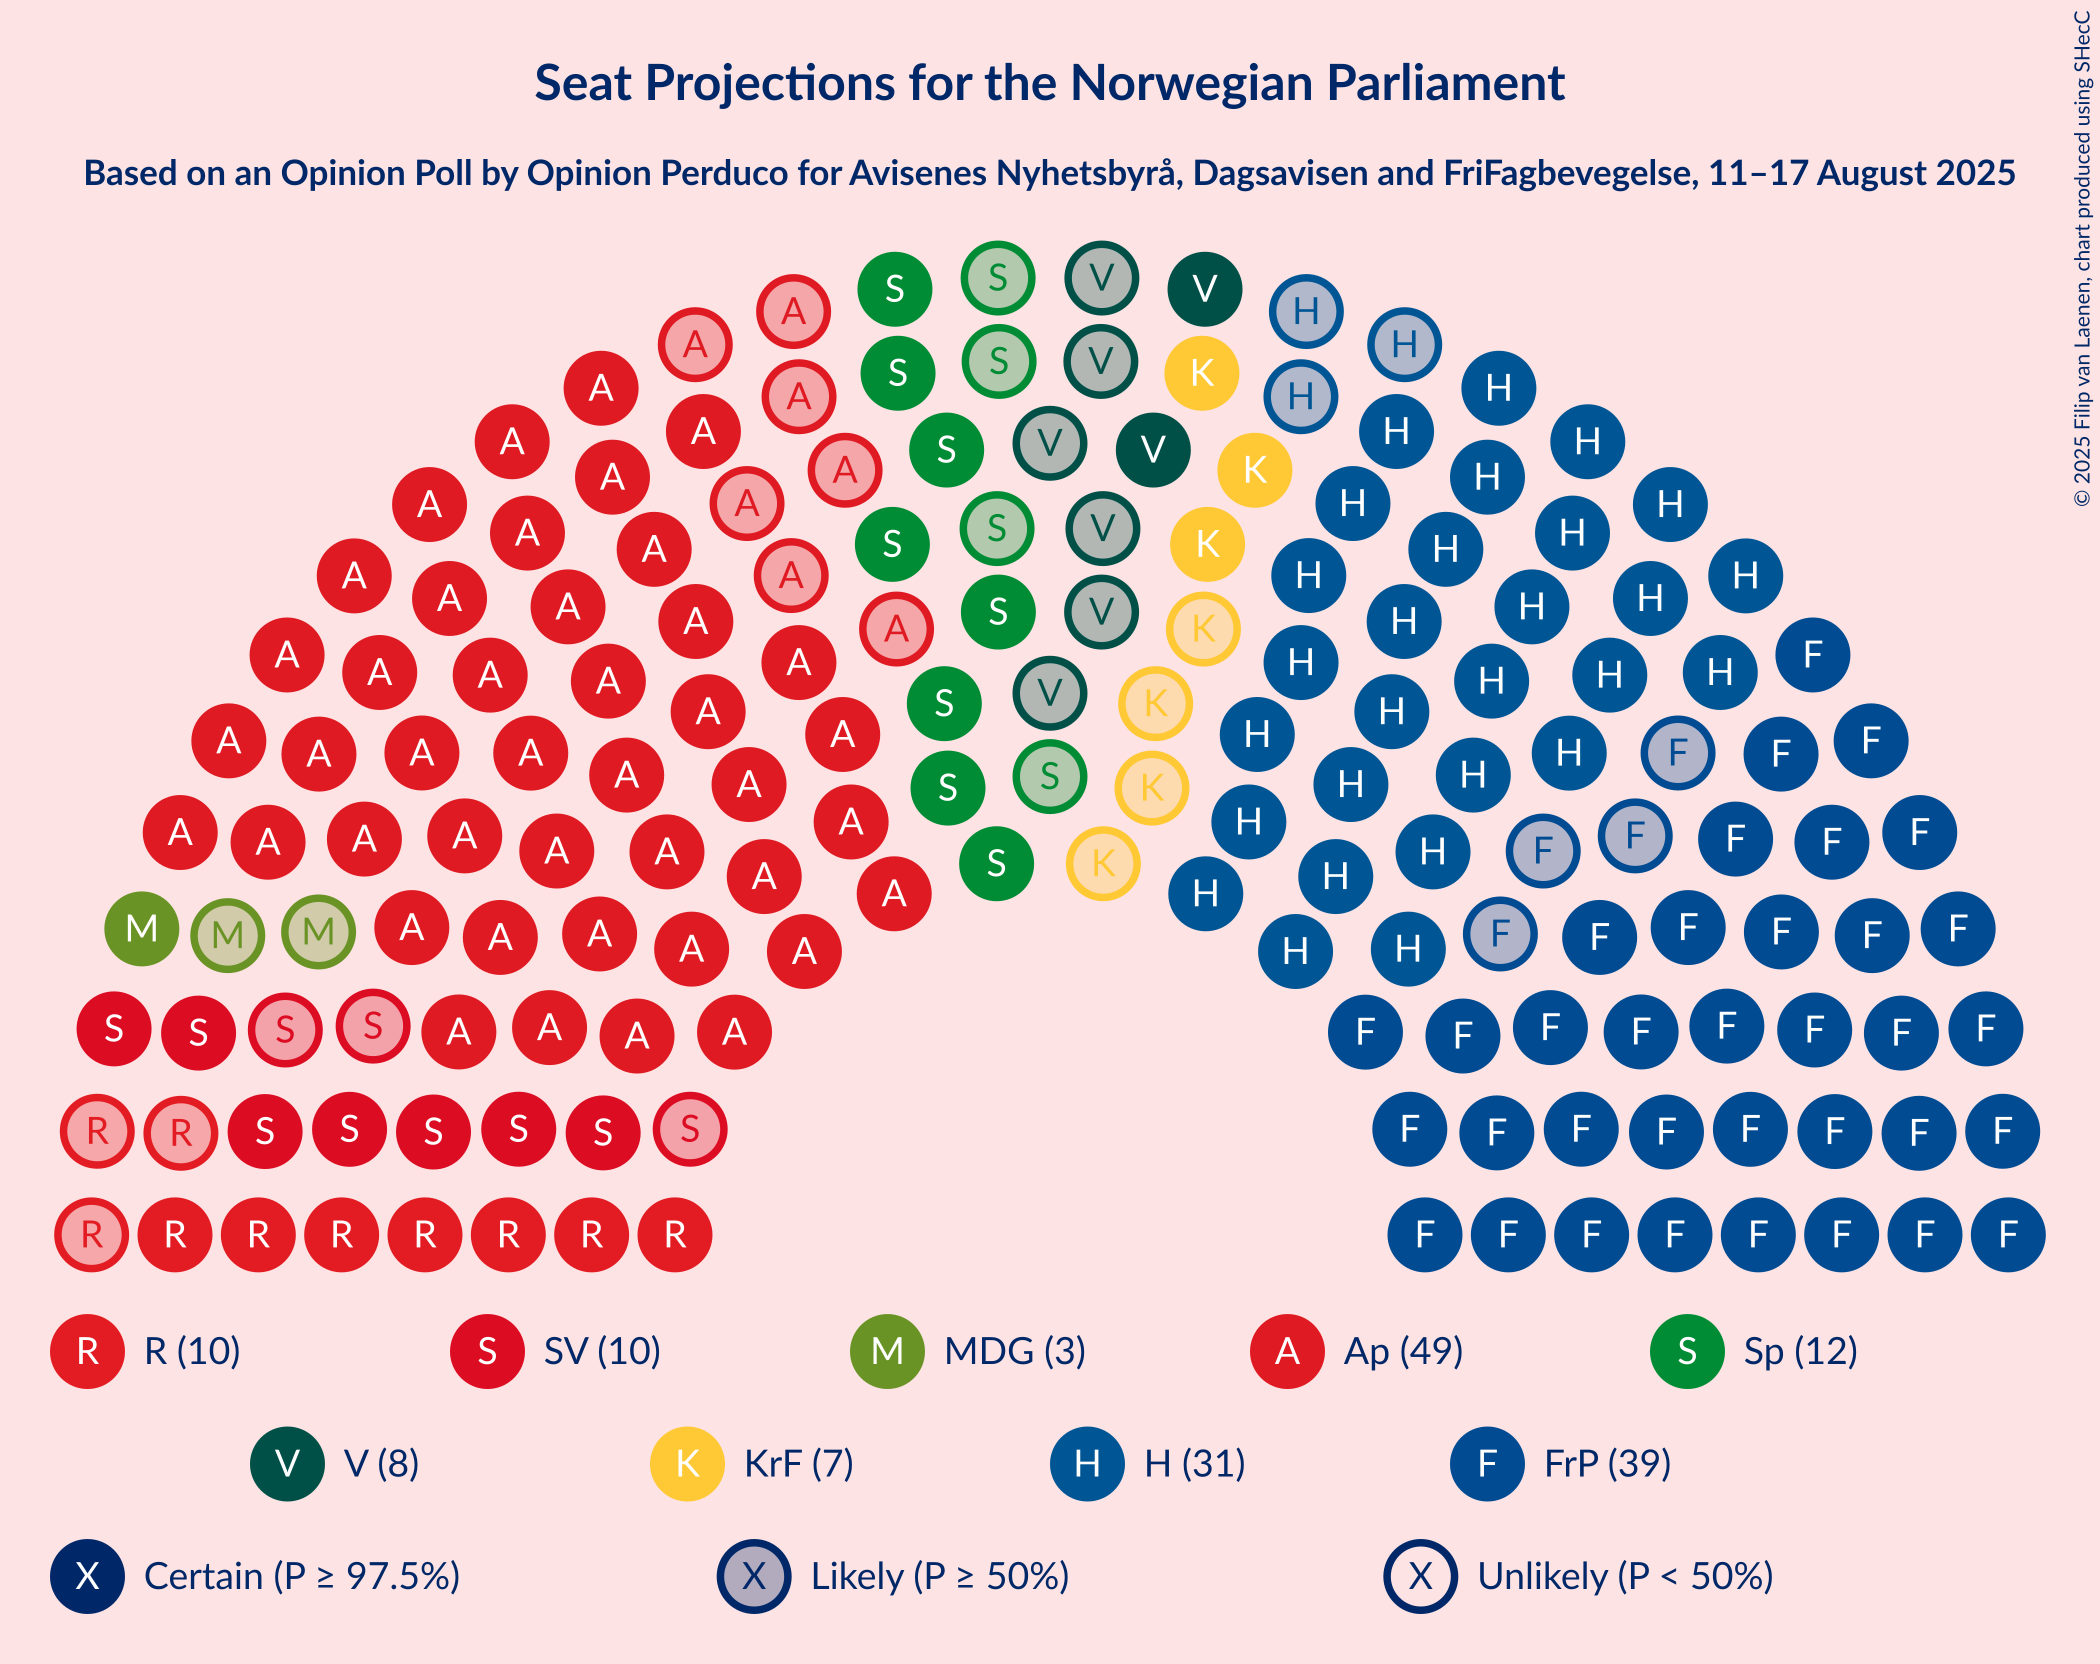 Seat Projections for the Norwegian Parliament
Based on an Opinion Poll by Opinion Perduco for Avisenes Nyhetsbyrå, Dagsavisen and FriFagbevegelse, 11–17 August 2025
© 2025 Filip van Laenen, chart produced using SHecC
S S V V
A A H H
S S V K
A A H H
A A H H
S V V K
A A A H H H
A A A S S V K H H H
A A A A S V K H H H H
A A A A A S V K H H H H F
A A A A A S S K H H H F F F
A A A A A A A S K H H H F F F F F
M M M A A A A A A H H F F F F F F
S S S S A A A A F F F F F F F F
R R S S S S S S F F F F F F F F
R R R R R R R R F F F F F F F F
R R (10) S SV (10) M MDG (3) A Ap (49) S Sp (12)
V V (8) K KrF (7) H H (31) F FrP (39)
X Certain (P ≥ 97.5%) X Likely (P ≥ 50%) X Unlikely (P < 50%)